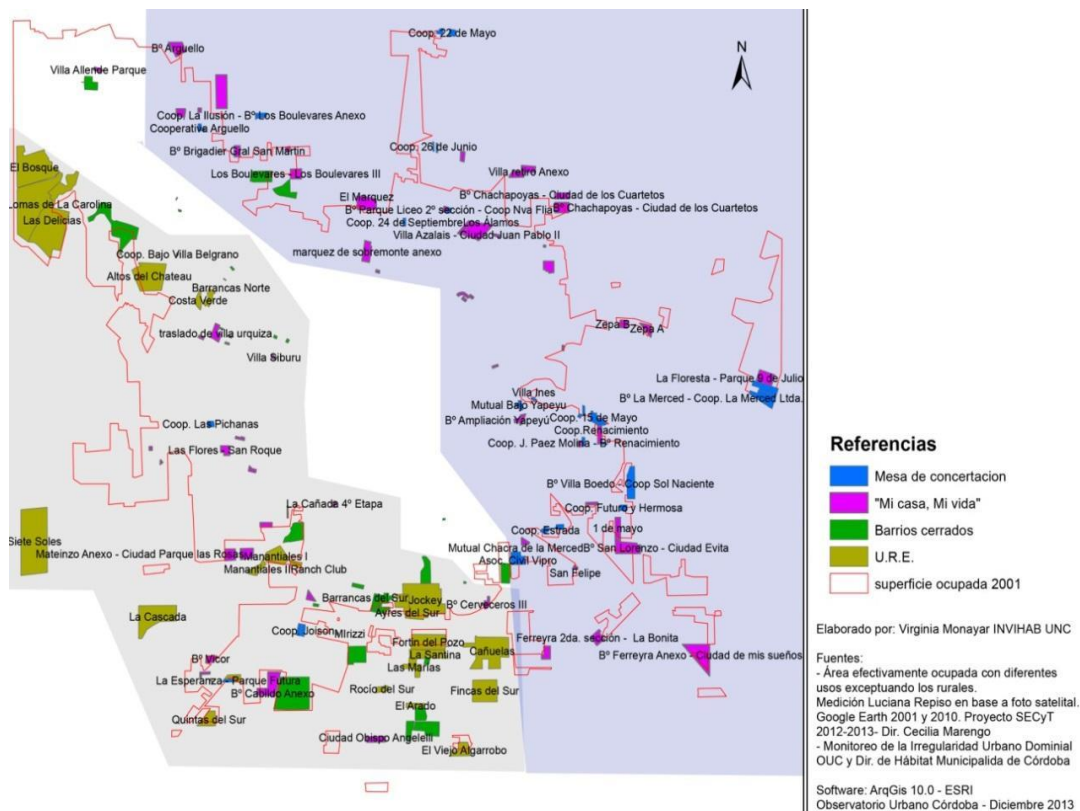 Coop. 22 de Mayo
N
Bº Arguello
Villa Allende Parque
Coop. La Ilusión - Bº Los Boulevares Anexo
Cooperative Arguello
Bº Brigadier Gral San Martin
Coop. 26 de Junio
Los Boulevares - Los Boulevares III
Villa retiro Anexo
El Bosque
Lomas de La Carolina
Las Delicias
El Marquez
Bº Chachapoyas - Ciudad de los Cuartetos
Bº Parque Liceo 2º sección - Coop Nva Flia
Bº Chachapoyas - Ciudad de los Cuartetos
Coop. 24 de Septiembre
Los Álamos
Villa Azalais - Ciudad Juan Pablo II
marquez de sobremonte anexo
Coop. Bajo Villa Belgrano
Altos del Chateau
Barrancas Norte
Costa Verde
traslado de villa urquiza
Villa Siburu
Zepa B
Zepa A
La Floresta - Parque 9 de Julio
Bº La Merced - Coop. La Merced Ltda.
Villa Ines
Mutual Bajo Yapeyu
Bº Ampliación Yapeyú
Coop. 15 de Mayo
Coop. Renacimiento
Coop. J. Paez Molina - Bº Renacimiento
Coop. Las Pichanas
Las Flores - San Roque
Bº Villa Boedo - Coop Sol Naciente
La Cañada 4º Etapa
Coop. Futuro y Hermosa
Coop. Estrada
1 de mayo
Siete Soles
Mateinzo Anexo - Ciudad Parque las Rosas
Manantiales I
Manantiales II
Ranch Club
Mutual Chacra de la Merced
Bº San Lorenzo - Ciudad Evita
Asoc. Civil Vipro
San Felipe
Barrancas del Sur
Jockey
Ayres del Sur
Bº Cerveceros III
La Cascada
Coop. Joison
MIrizzi
Fortin del Pozo
La Santina
Cañuelas
Ferreyra 2da. sección - La Bonita
Bº Ferreyra Anexo - Ciudad de mis sueños
Bº Vicor
Las Marías
La Esperanza - Parque Futura
Bº Cabildo Anexo
Rocío del Sur
Fincas del Sur
Quintas del Sur
El Arado
Ciudad Obispo Angelelli
El Viejo Algarrobo
Referencias
Mesa de concertacion
"Mi casa, Mi vida"
Barrios cerrados
U.R.E.
superficie ocupada 2001
Elaborado por: Virginia Monayar INVIHAB UNC
Fuentes:
- Área efectivamente ocupada con diferentes
usos exceptuando los rurales.
Medición Luciana Repiso en base a foto satelital.
Google Earth 2001 y 2010. Proyecto SECyT
2012-2013- Dir. Cecilia Marengo
- Monitoreo de la Irregularidad Urbano Dominial
OUC y Dir. de Hábitat Municipalida de Córdoba
Software: ArqGis 10.0 - ESRI
Observatorio Urbano Córdoba - Diciembre 2013